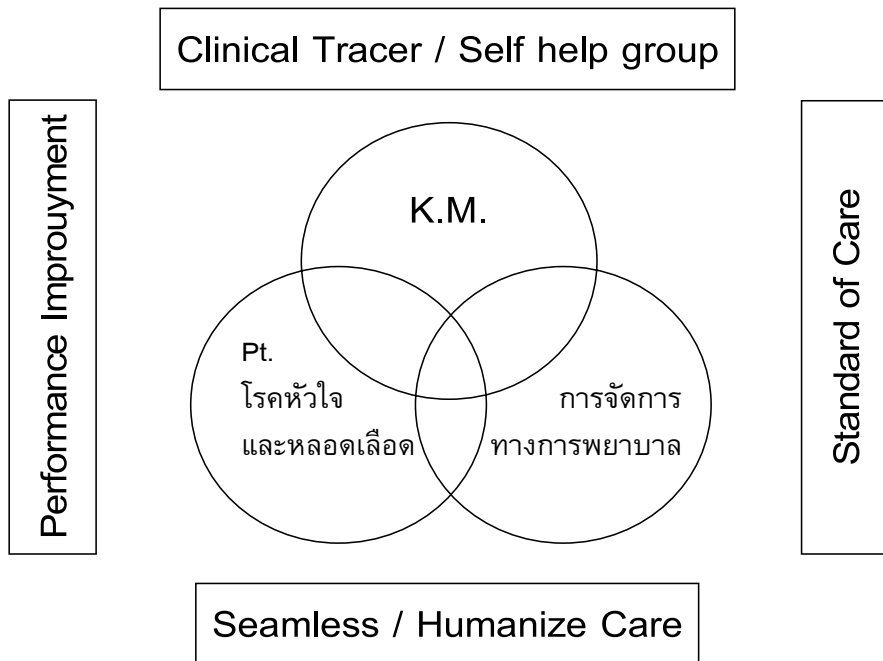 Clinical Tracer / Self help group
Performance Improuyment
K.M.
Standard of Care
Pt.
โรคหัวใจ
และหลอดเลือด
การจัดการ
ทางการพยาบาล
Seamless / Humanize Care